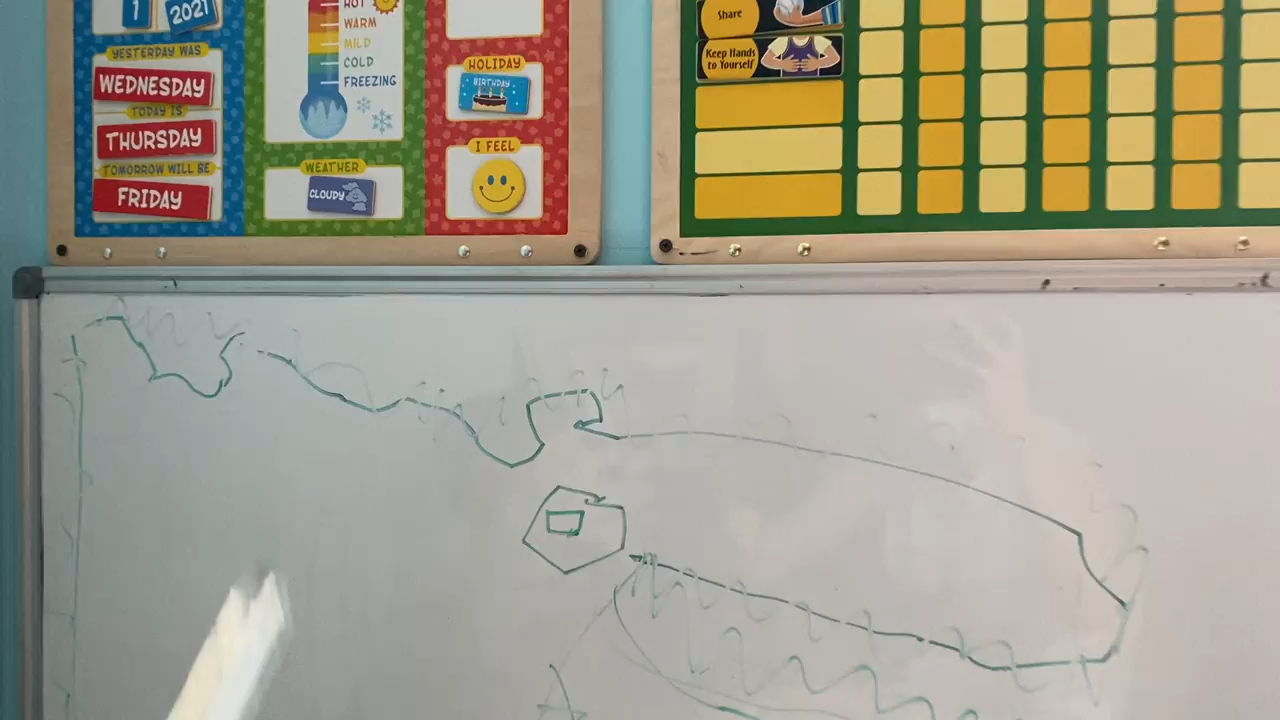 1 2021
YESTERDAY WAS
WEDNESDAY
TODAY IS
THURSDAY
TOMORROW WILL BE
FRIDAY
HOT
WARM
MILD
COLD
FREEZING
WEATHER
CLOUDY
HOLIDAY
BIRTHDAY
I FEEL
Share
Keep Hands
to Yourself